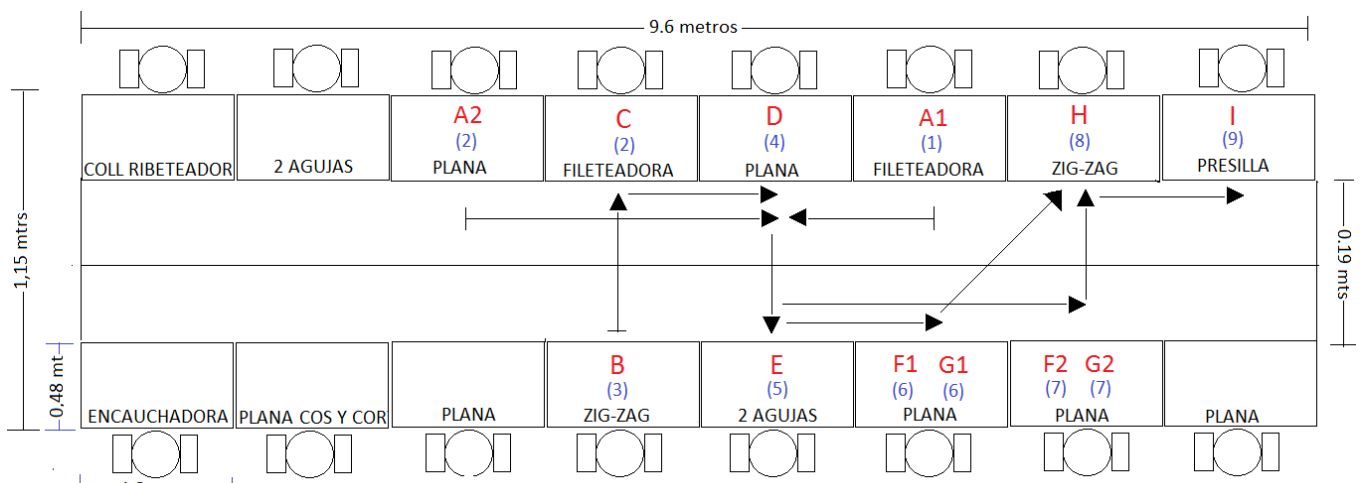 9.6 metros
A2 C D A1 H I
(2) (2) (4) (1) (8) (9)
COLL RIBETEADOR 2 AGUJAS PLANA FILETEADORA PLANA FILETEADORA ZIG-ZAG PRESILLA
1,15 mtrs
0.19 mts
0,48 mt
B E F1 G1 F2 G2
(3) (5) (6) (6) (7) (7)
ENCAUCHADORA PLANA COS Y COR PLANA ZIG-ZAG 2 AGUJAS PLANA PLANA PLANA